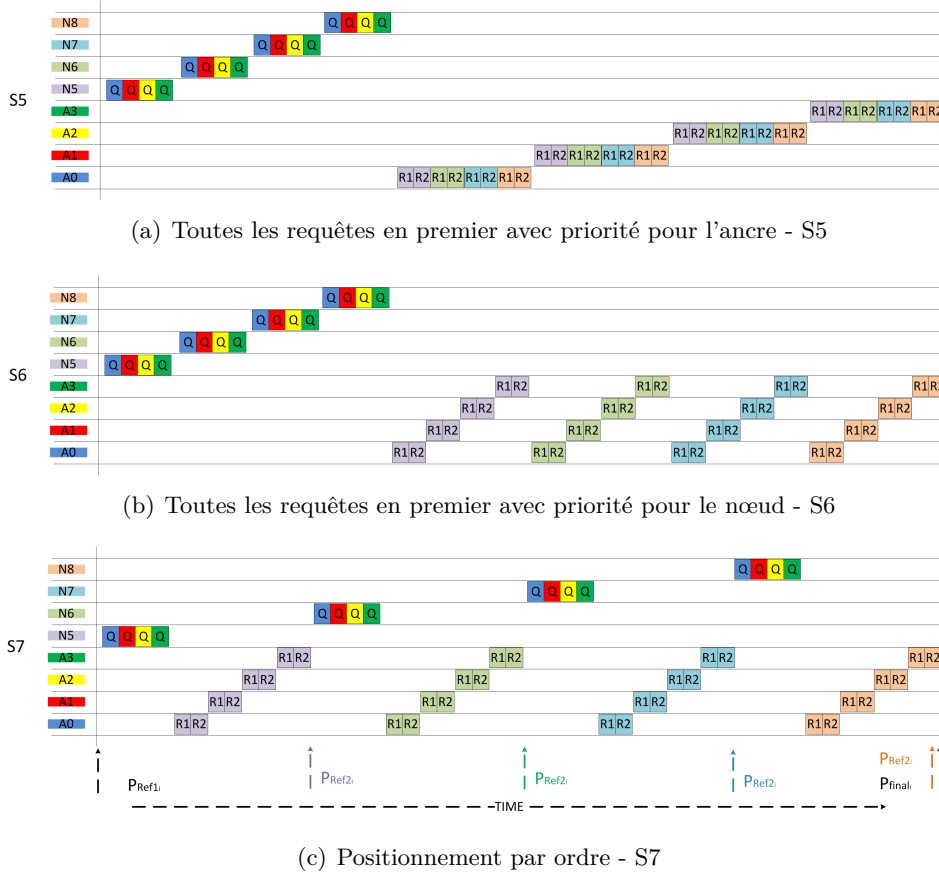 N8 Q Q Q Q
N7 Q Q Q Q
N6 Q Q Q Q
N5 Q Q Q Q
S5
A3 R1 R2 R1 R2 R1 R2 R1 R2
A2 R1 R2 R1 R2 R1 R2 R1 R2
A1 R1 R2 R1 R2 R1 R2 R1 R2
A0 R1 R2 R1 R2 R1 R2 R1 R2
(a) Toutes les requêtes en premier avec priorité pour l'ancre - S5
N8 Q Q Q Q
N7 Q Q Q Q
N6 Q Q Q Q
N5 Q Q Q Q
S6
A3 R1 R2 R1 R2 R1 R2 R1 R2
A2 R1 R2 R1 R2 R1 R2 R1 R2
A1 R1 R2 R1 R2 R1 R2 R1 R2
A0 R1 R2 R1 R2 R1 R2 R1 R2
(b) Toutes les requêtes en premier avec priorité pour le nœud - S6
N8 Q Q Q Q
N7 Q Q Q Q
N6 Q Q Q Q
N5 Q Q Q Q
S7
A3 R1 R2 R1 R2 R1 R2 R1 R2
A2 R1 R2 R1 R2 R1 R2 R1 R2
A1 R1 R2 R1 R2 R1 R2 R1 R2
A0 R1 R2 R1 R2 R1 R2 R1 R2
PRef1i PRef2i PRef2i PRef2i PRef2i
Pfinali
TIME
(c) Positionnement par ordre - S7